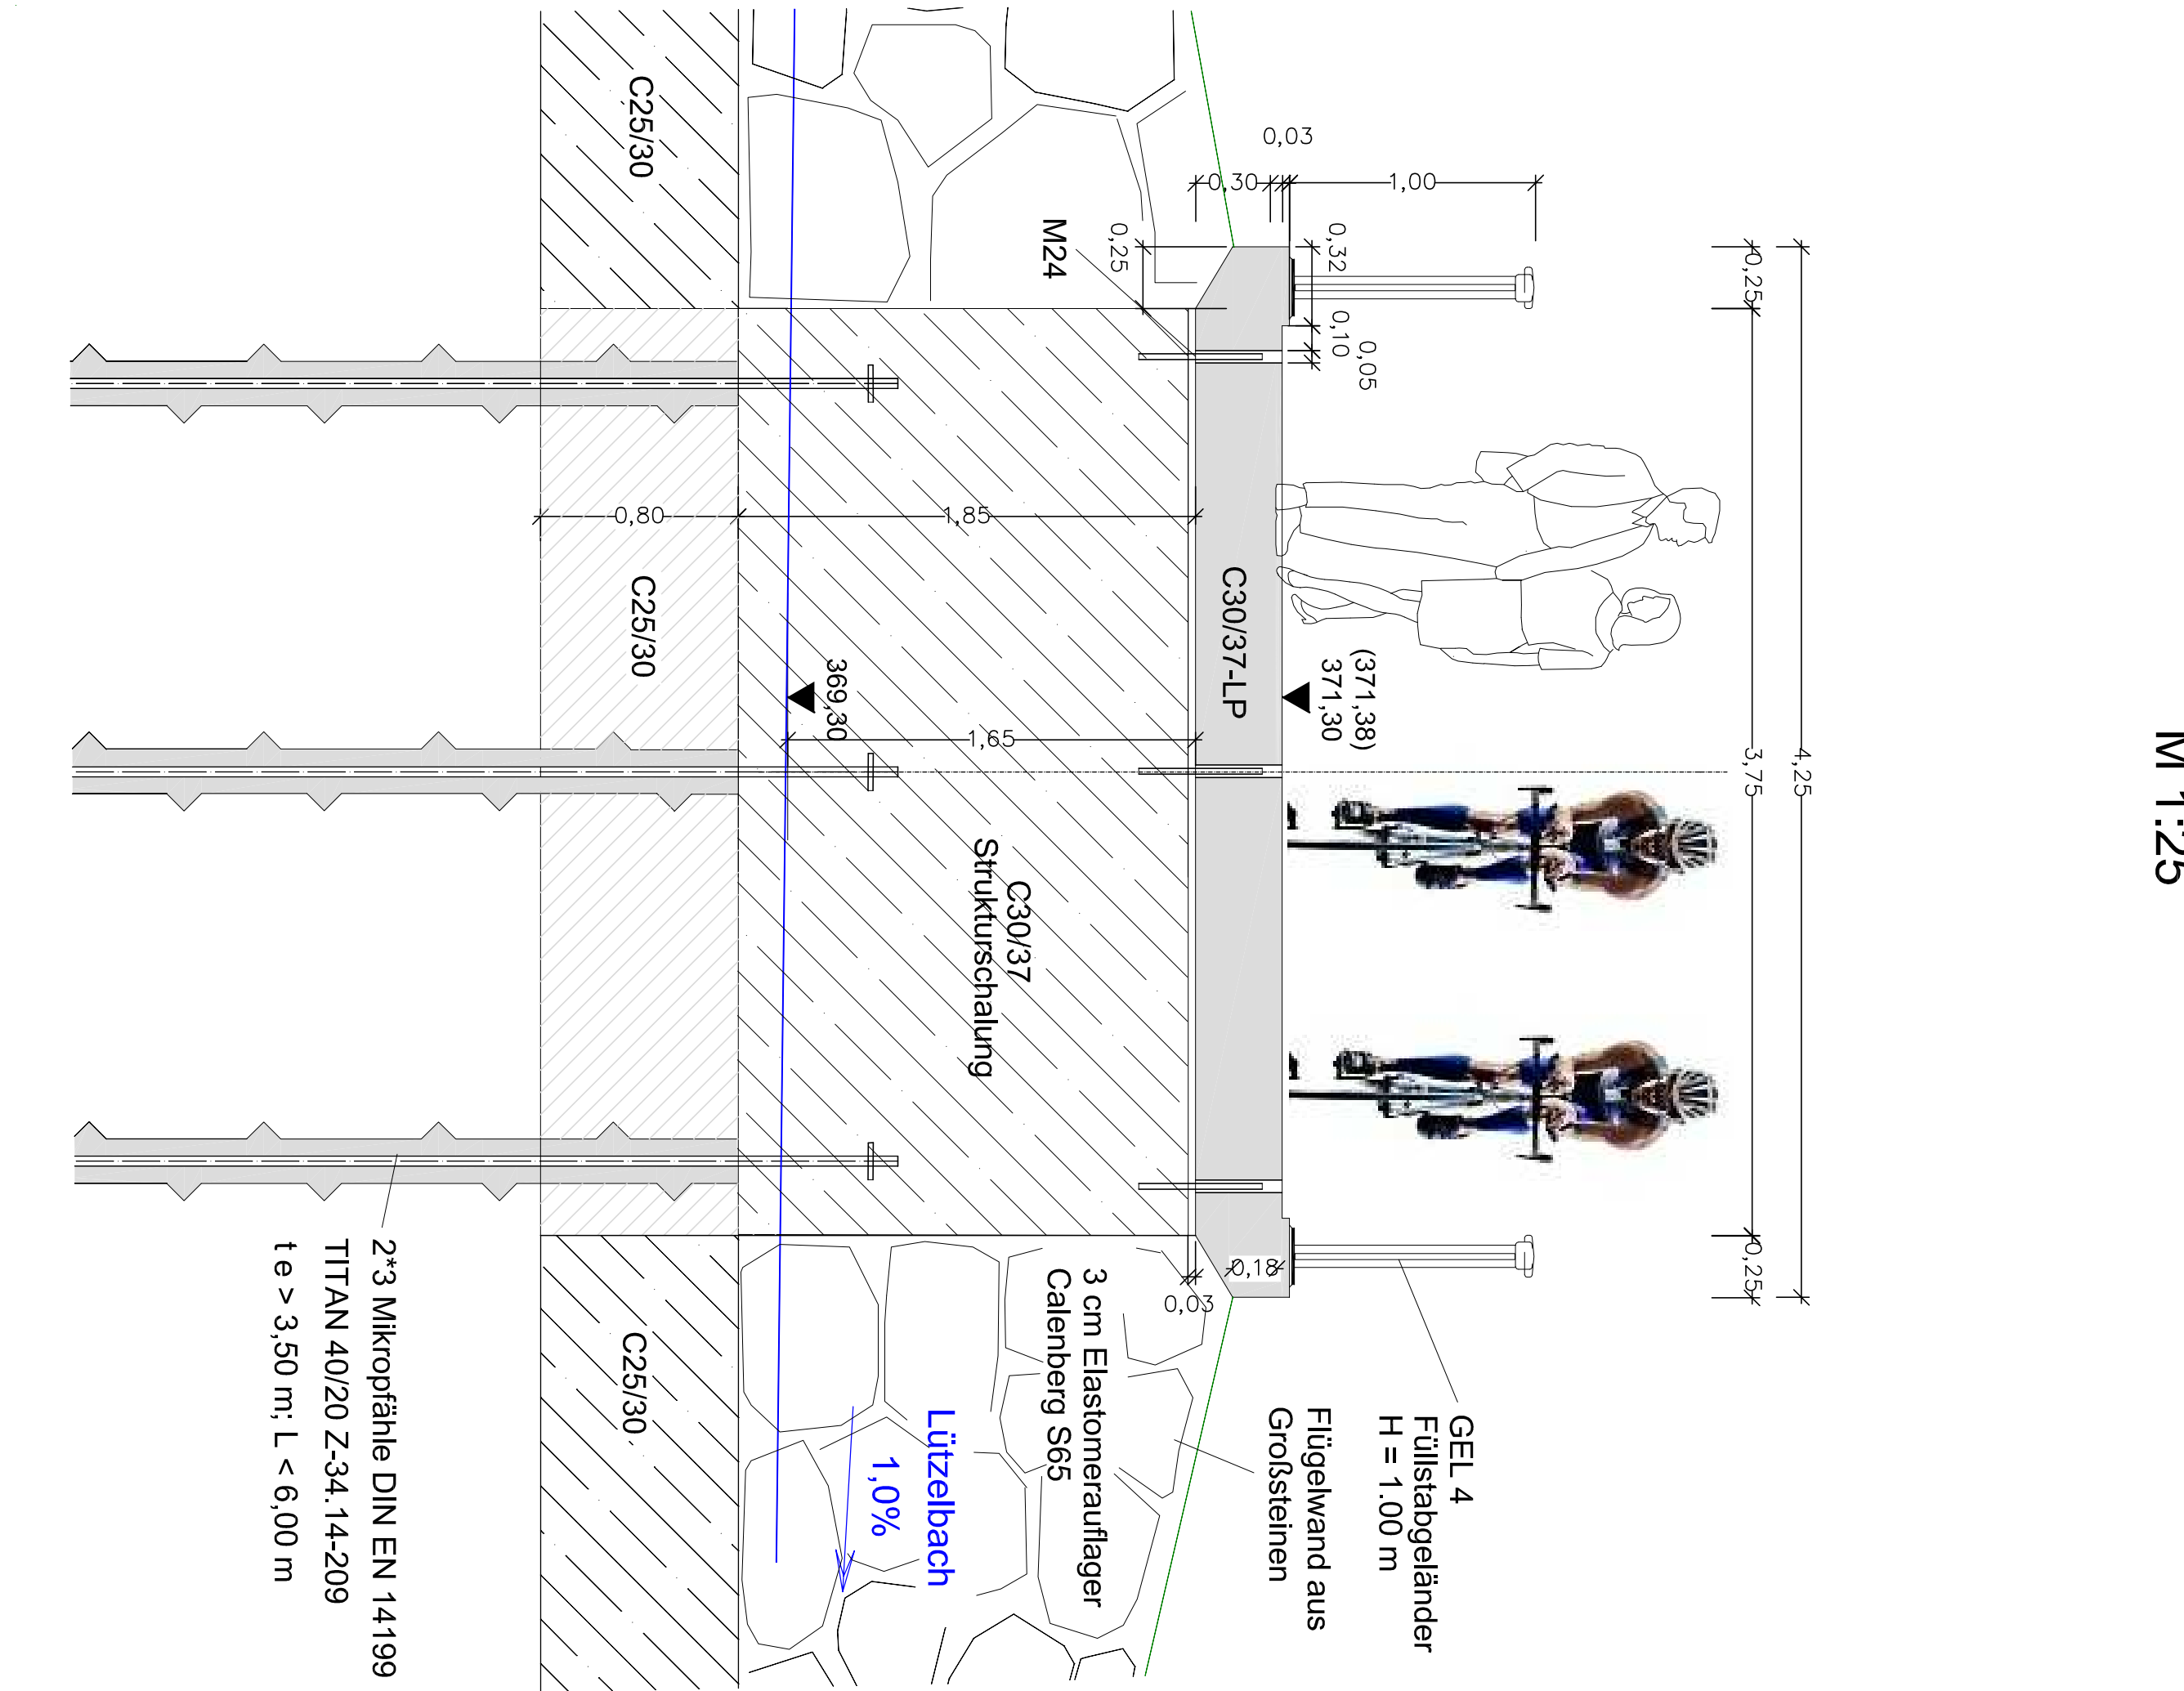 M 1:25
4,25
0,25
3,75
0,25
1,00
0,03
0,30
0,32
0,10
0,05
0,25
M24
(371,38)
371,30
C30/37-LP
369,30
1,65
1,85
0,80
C30/37
Strukturschalung
C25/30
C25/30
C25/30
0,18
0,03
GEL 4
Füllstabgeländer
H = 1.00 m
Flügelwand aus
Großsteinen
3 cm Elastomerauflager
Calenberg S65
Lützelbach
1,0%
2*3 Mikropfähle DIN EN 14199
TITAN 40/20 Z-34.14-209
t e > 3,50 m; L < 6,00 m